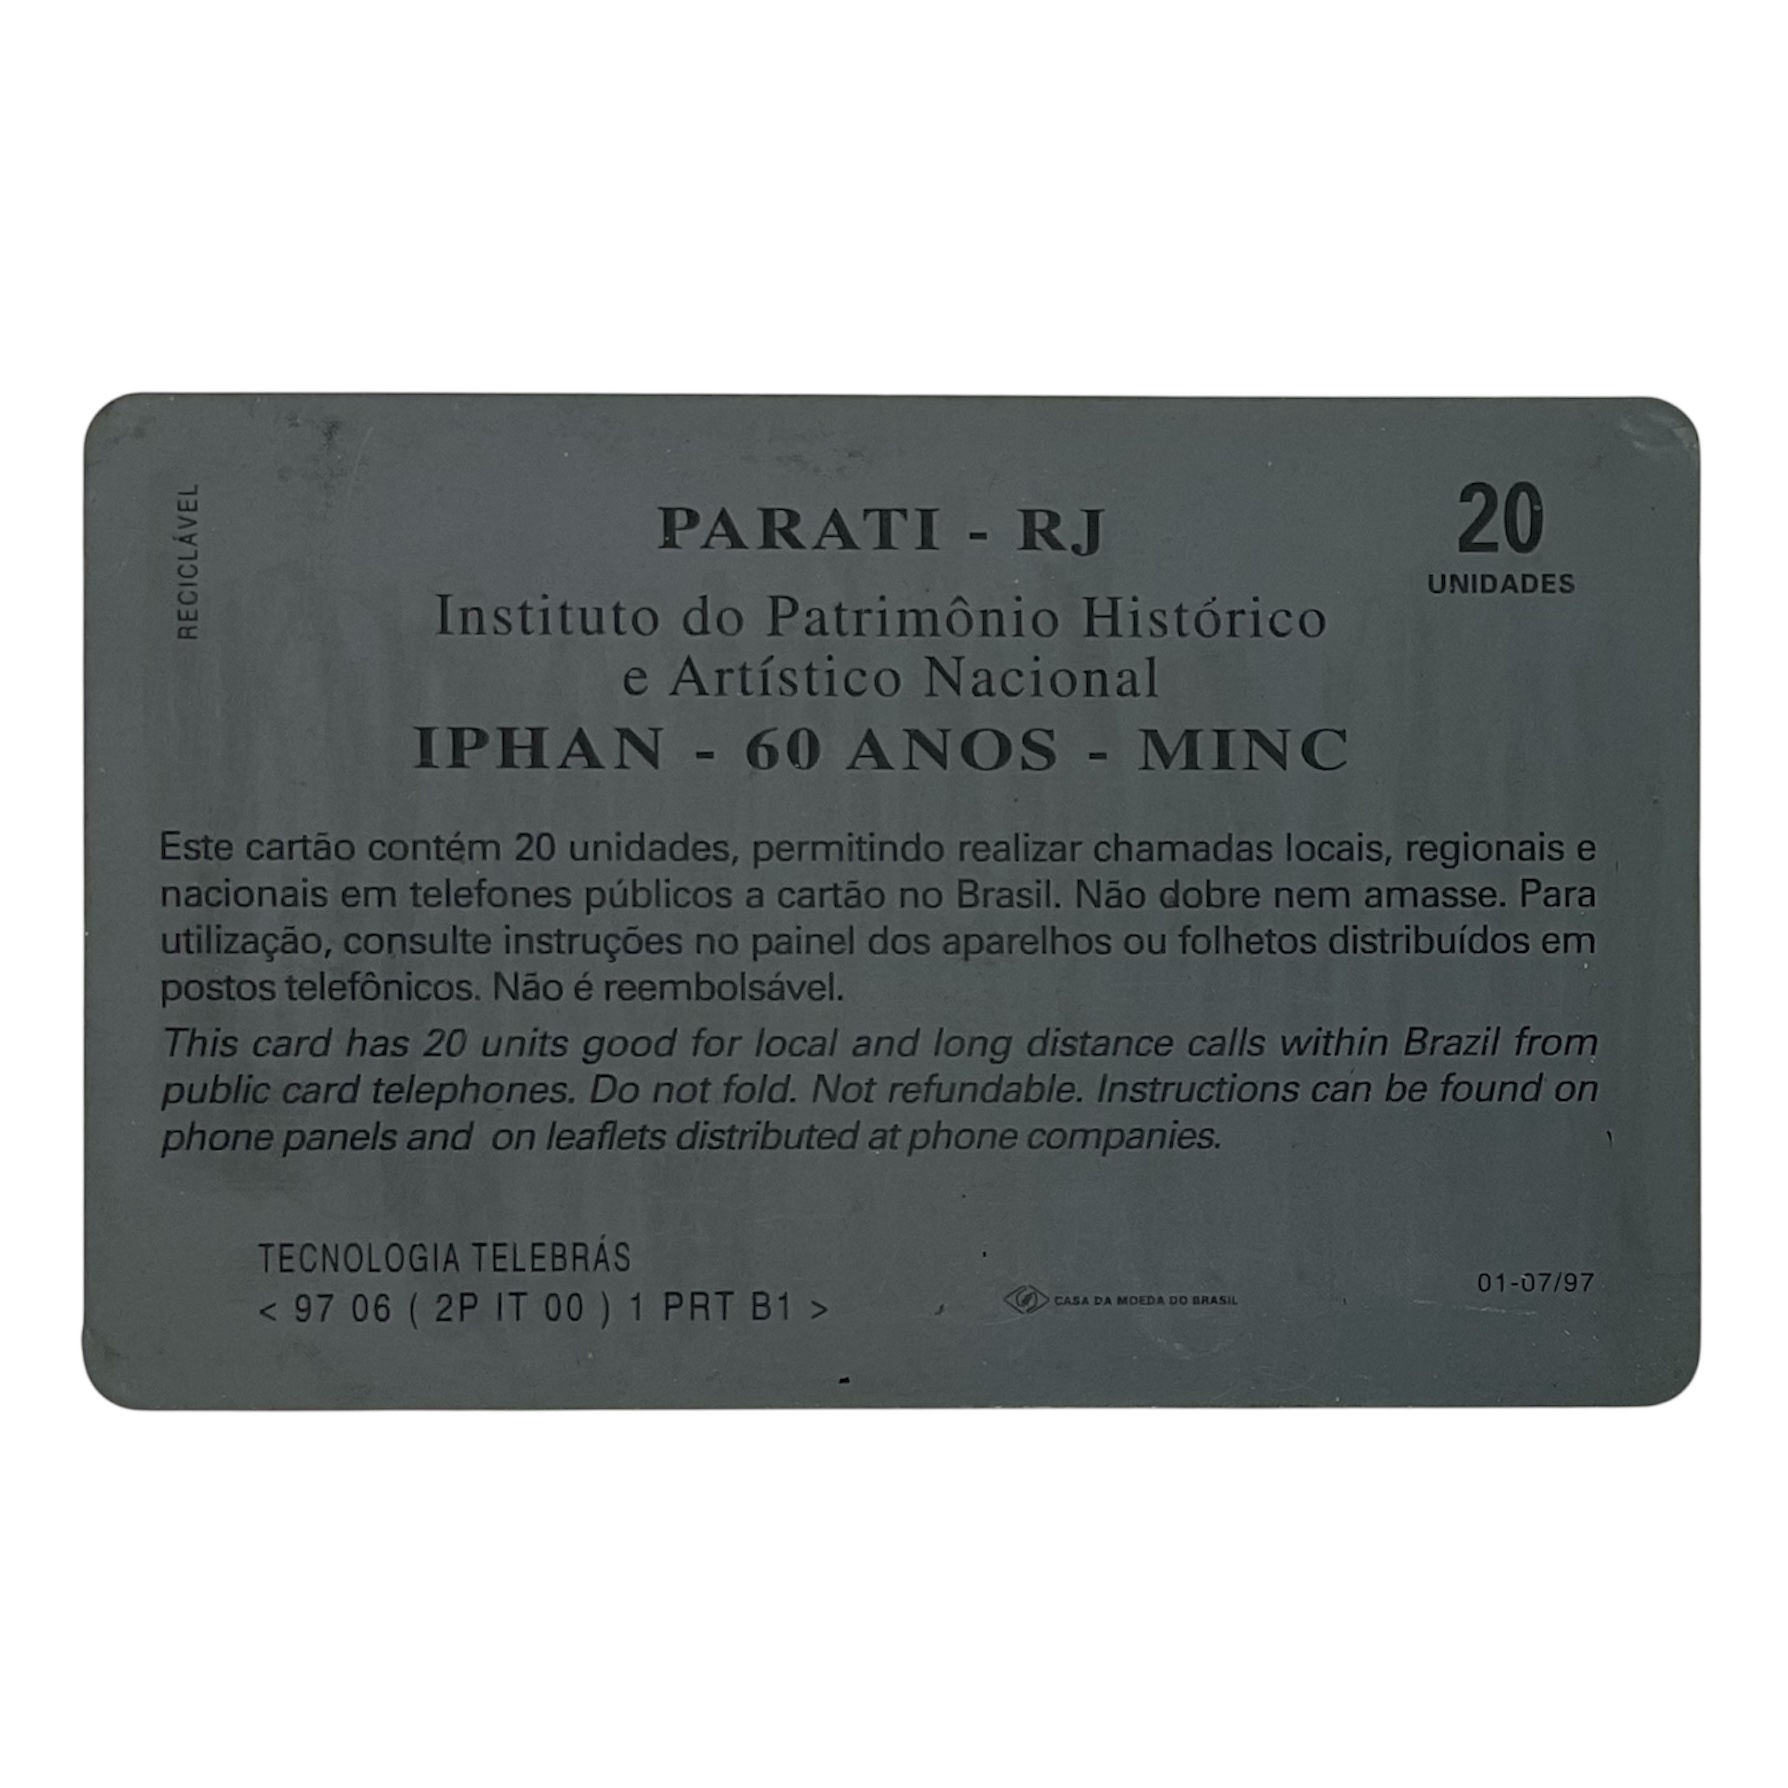 RECICLÁVEL
PARATI - RJ
20
UNIDADES
Instituto do Patrimônio Histórico
e Artístico Nacional
IPHAN - 60 ANOS - MINC
Este cartão contém 20 unidades, permitindo realizar chamadas locais, regionais e
nacionais em telefones públicos a cartão no Brasil. Não dobre nem amasse. Para
utilização, consulte instruções no painel dos aparelhos ou folhetos distribuídos em
postos telefônicos. Não é reembolsável.
This card has 20 units good for local and long distance calls within Brazil from
public card telephones. Do not fold. Not refundable. Instructions can be found on
phone panels and on leaflets distributed at phone companies.
TECNOLOGIA TELEBRÁS
< 97 06 ( 2P IT 00 ) 1 PRT B1 >
CASA DA MOEDA DO BRASIL
01-07/97